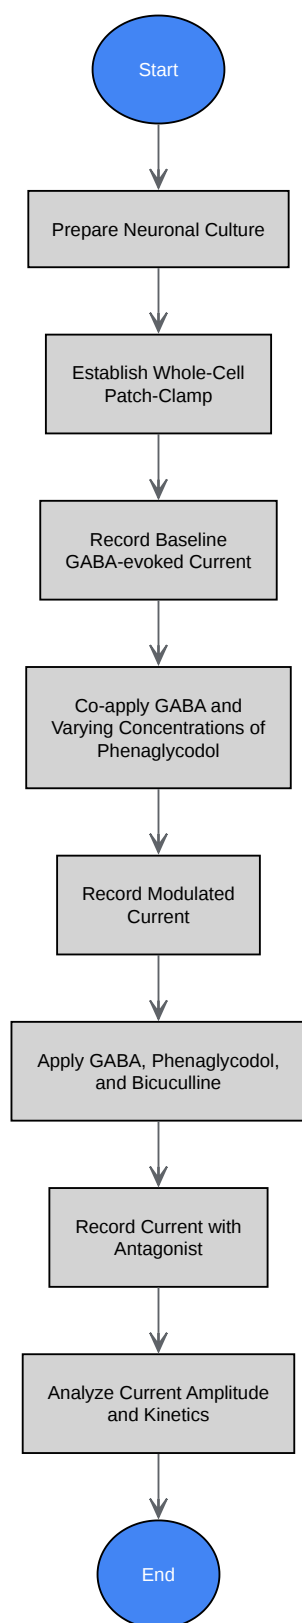 Start
Prepare Neuronal Culture
Establish Whole-Cell
Patch-Clamp
Record Baseline
GABA-evoked Current
Co-apply GABA and
Varying Concentrations of
Phenaglycodol
Record Modulated
Current
Apply GABA, Phenaglycodol,
and Bicuculline
Record Current with
Antagonist
Analyze Current Amplitude
and Kinetics
End